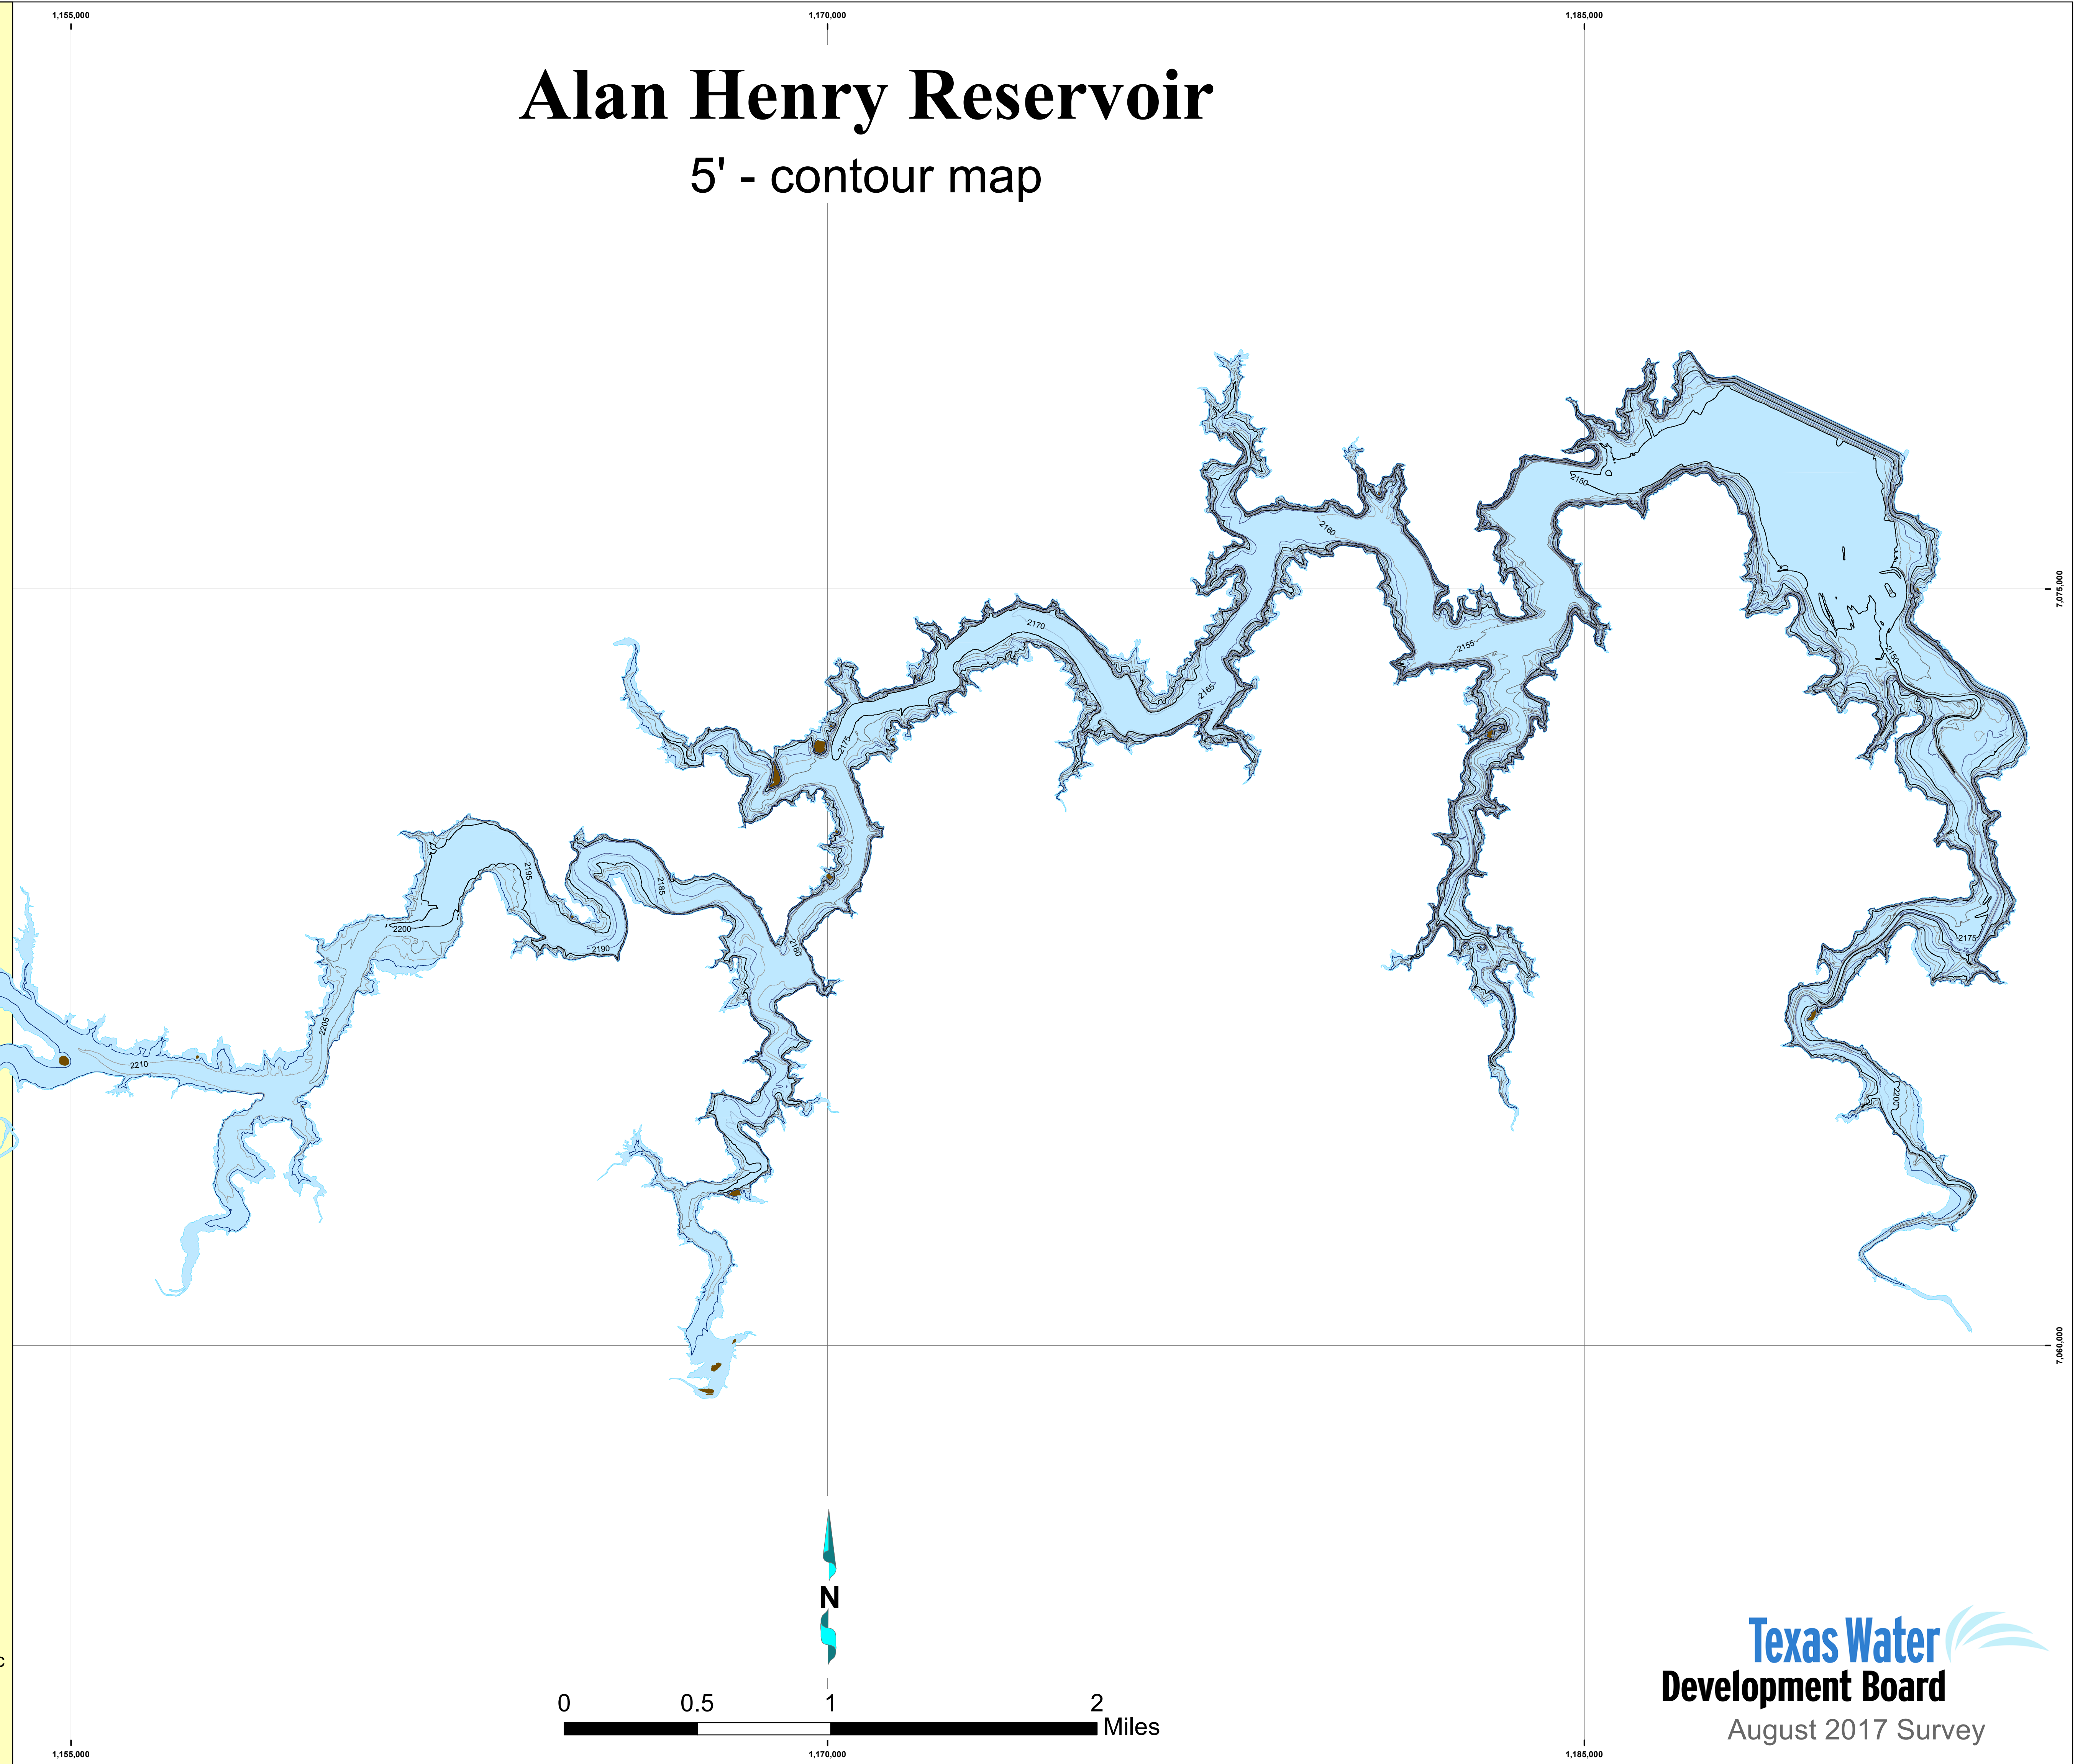 1,155,000
1,170,000
1,185,000
Alan Henry Reservoir
5' - contour map
2150
2160
7,075,000
2170
2155
2150
2165
2175
2195
2185
2200
2190
2180
2175
2205
2210
2200
7,060,000
N
c
0 0.5 1 2
Miles
Texas Water
Development Board
August 2017 Survey
1,155,000
1,170,000
1,185,000